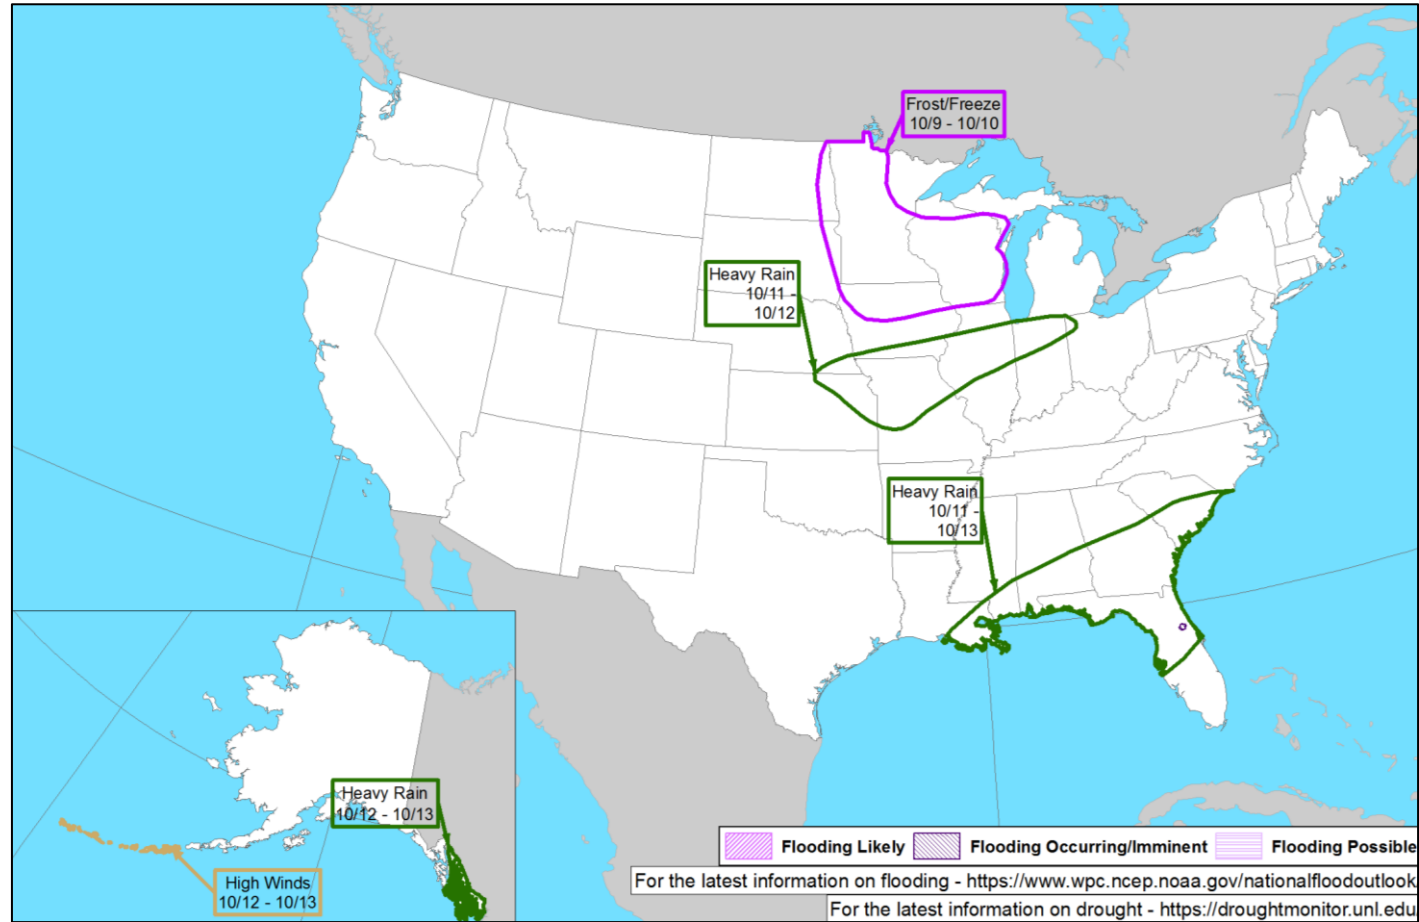 Frost/Freeze
10/9 - 10/10
Heavy Rain
10/11 -
10/12
Heavy Rain
10/11 -
10/13
Heavy Rain
10/12 - 10/13
High Winds
10/12 - 10/13
Flooding Likely
Flooding Occurring/Imminent
Flooding Possible
For the latest information on flooding - https://www.wpc.ncep.noaa.gov/nationalfloodoutlook
For the latest information on drought - https://droughtmonitor.unl.edu